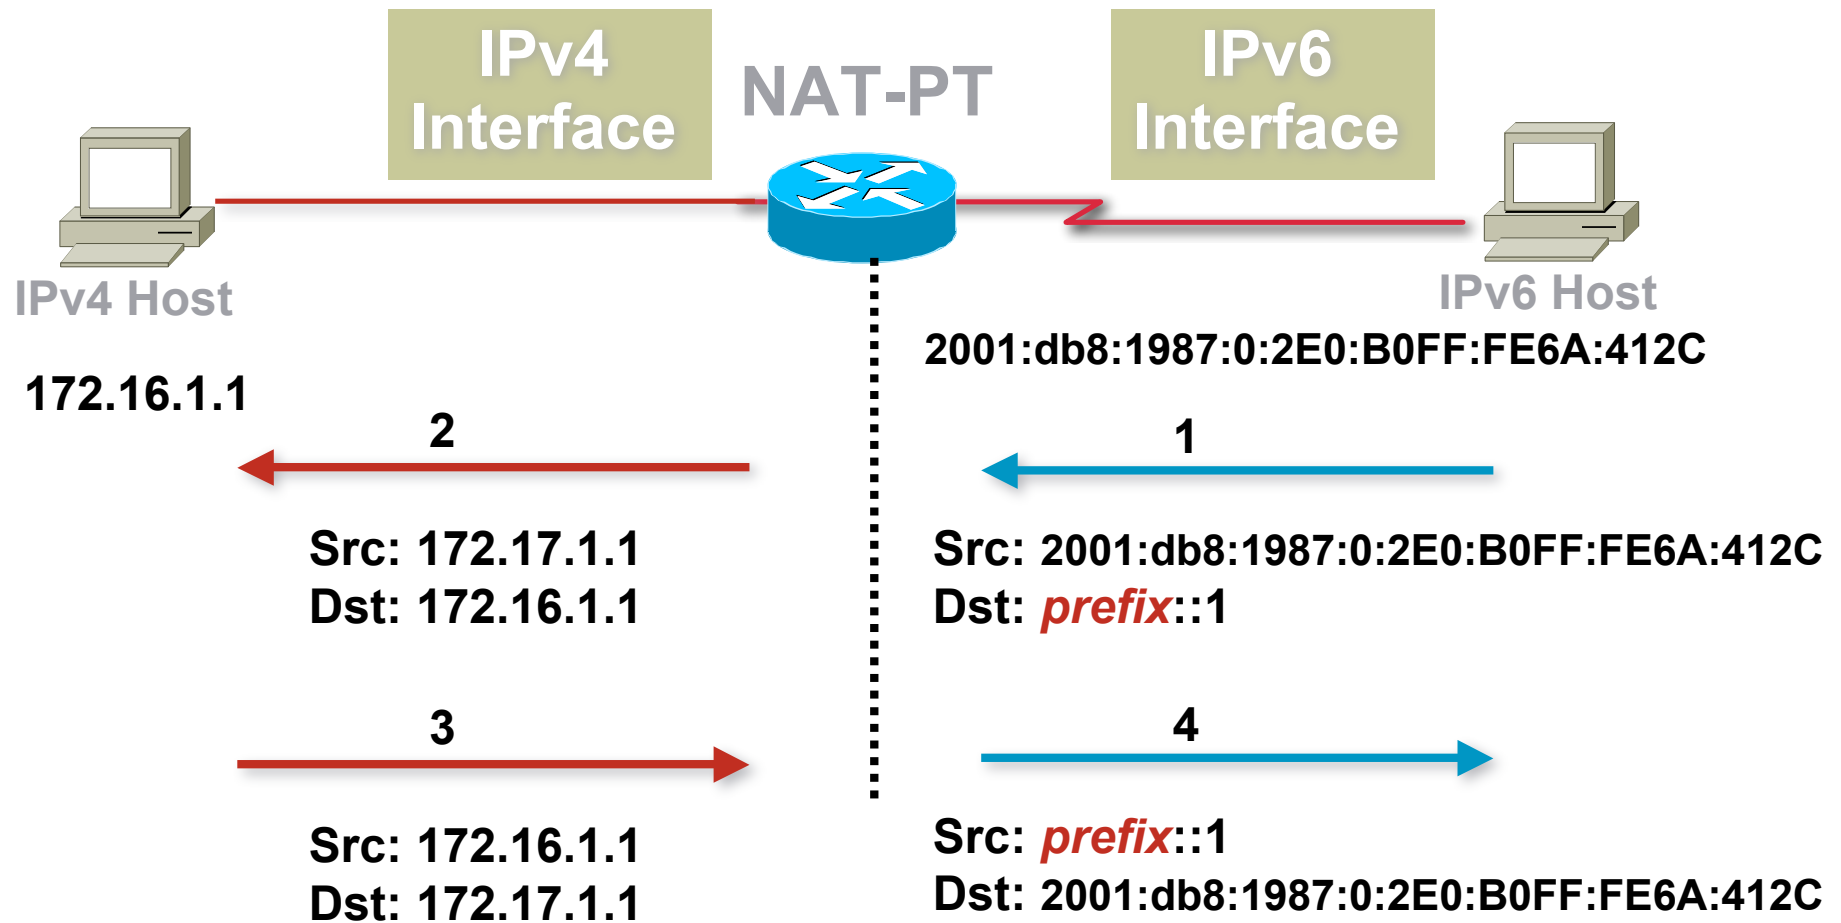 IPv4
Interface
NAT-PT
IPv6
Interface
IPv4 Host
IPv6 Host
172.16.1.1
2001:db8:1987:0:2E0:B0FF:FE6A:412C
2
1
Src: 172.17.1.1
Dst: 172.16.1.1
Src: 2001:db8:1987:0:2E0:B0FF:FE6A:412C
Dst: prefix::1
3
4
Src: 172.16.1.1
Dst: 172.17.1.1
Src: prefix::1
Dst: 2001:db8:1987:0:2E0:B0FF:FE6A:412C